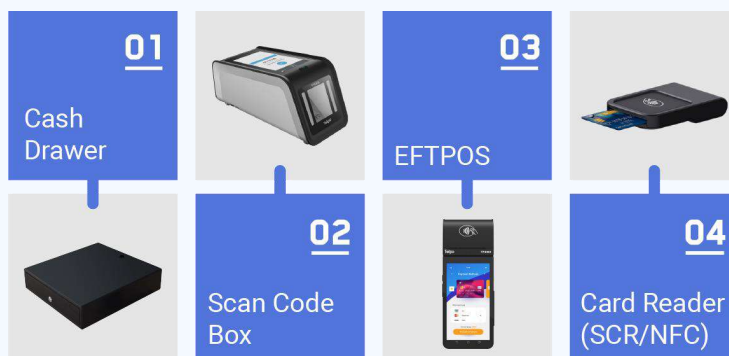 01
Cash
Drawer
02
Scan Code
Box
03
EFTPOS
04
Card Reader
(SCR/NFC)